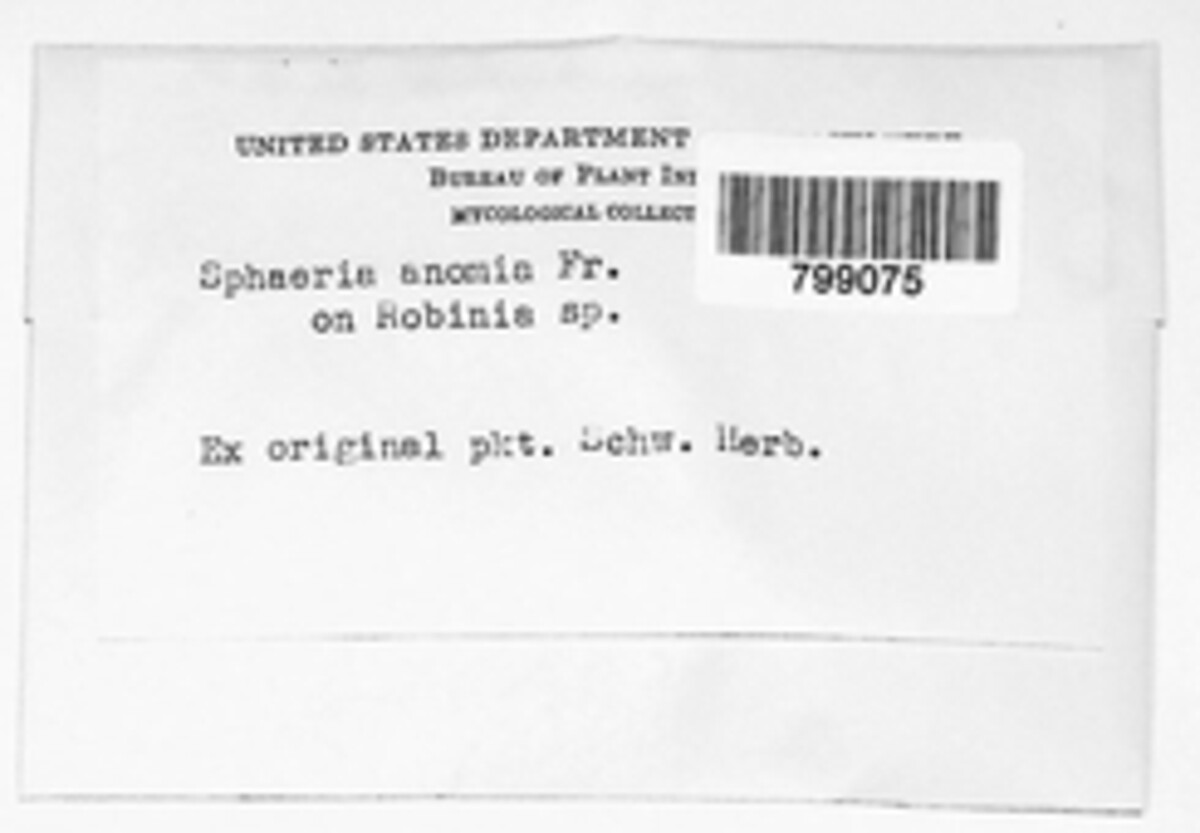 UNITED STATES DEPARTMENT
BUREAU OF PLANT IN
MYCOLOGICAL COLLECT
799075
Sphaeria anomia Fr.
on Robinia sp.
Ex original pkt. Schw. Herb.